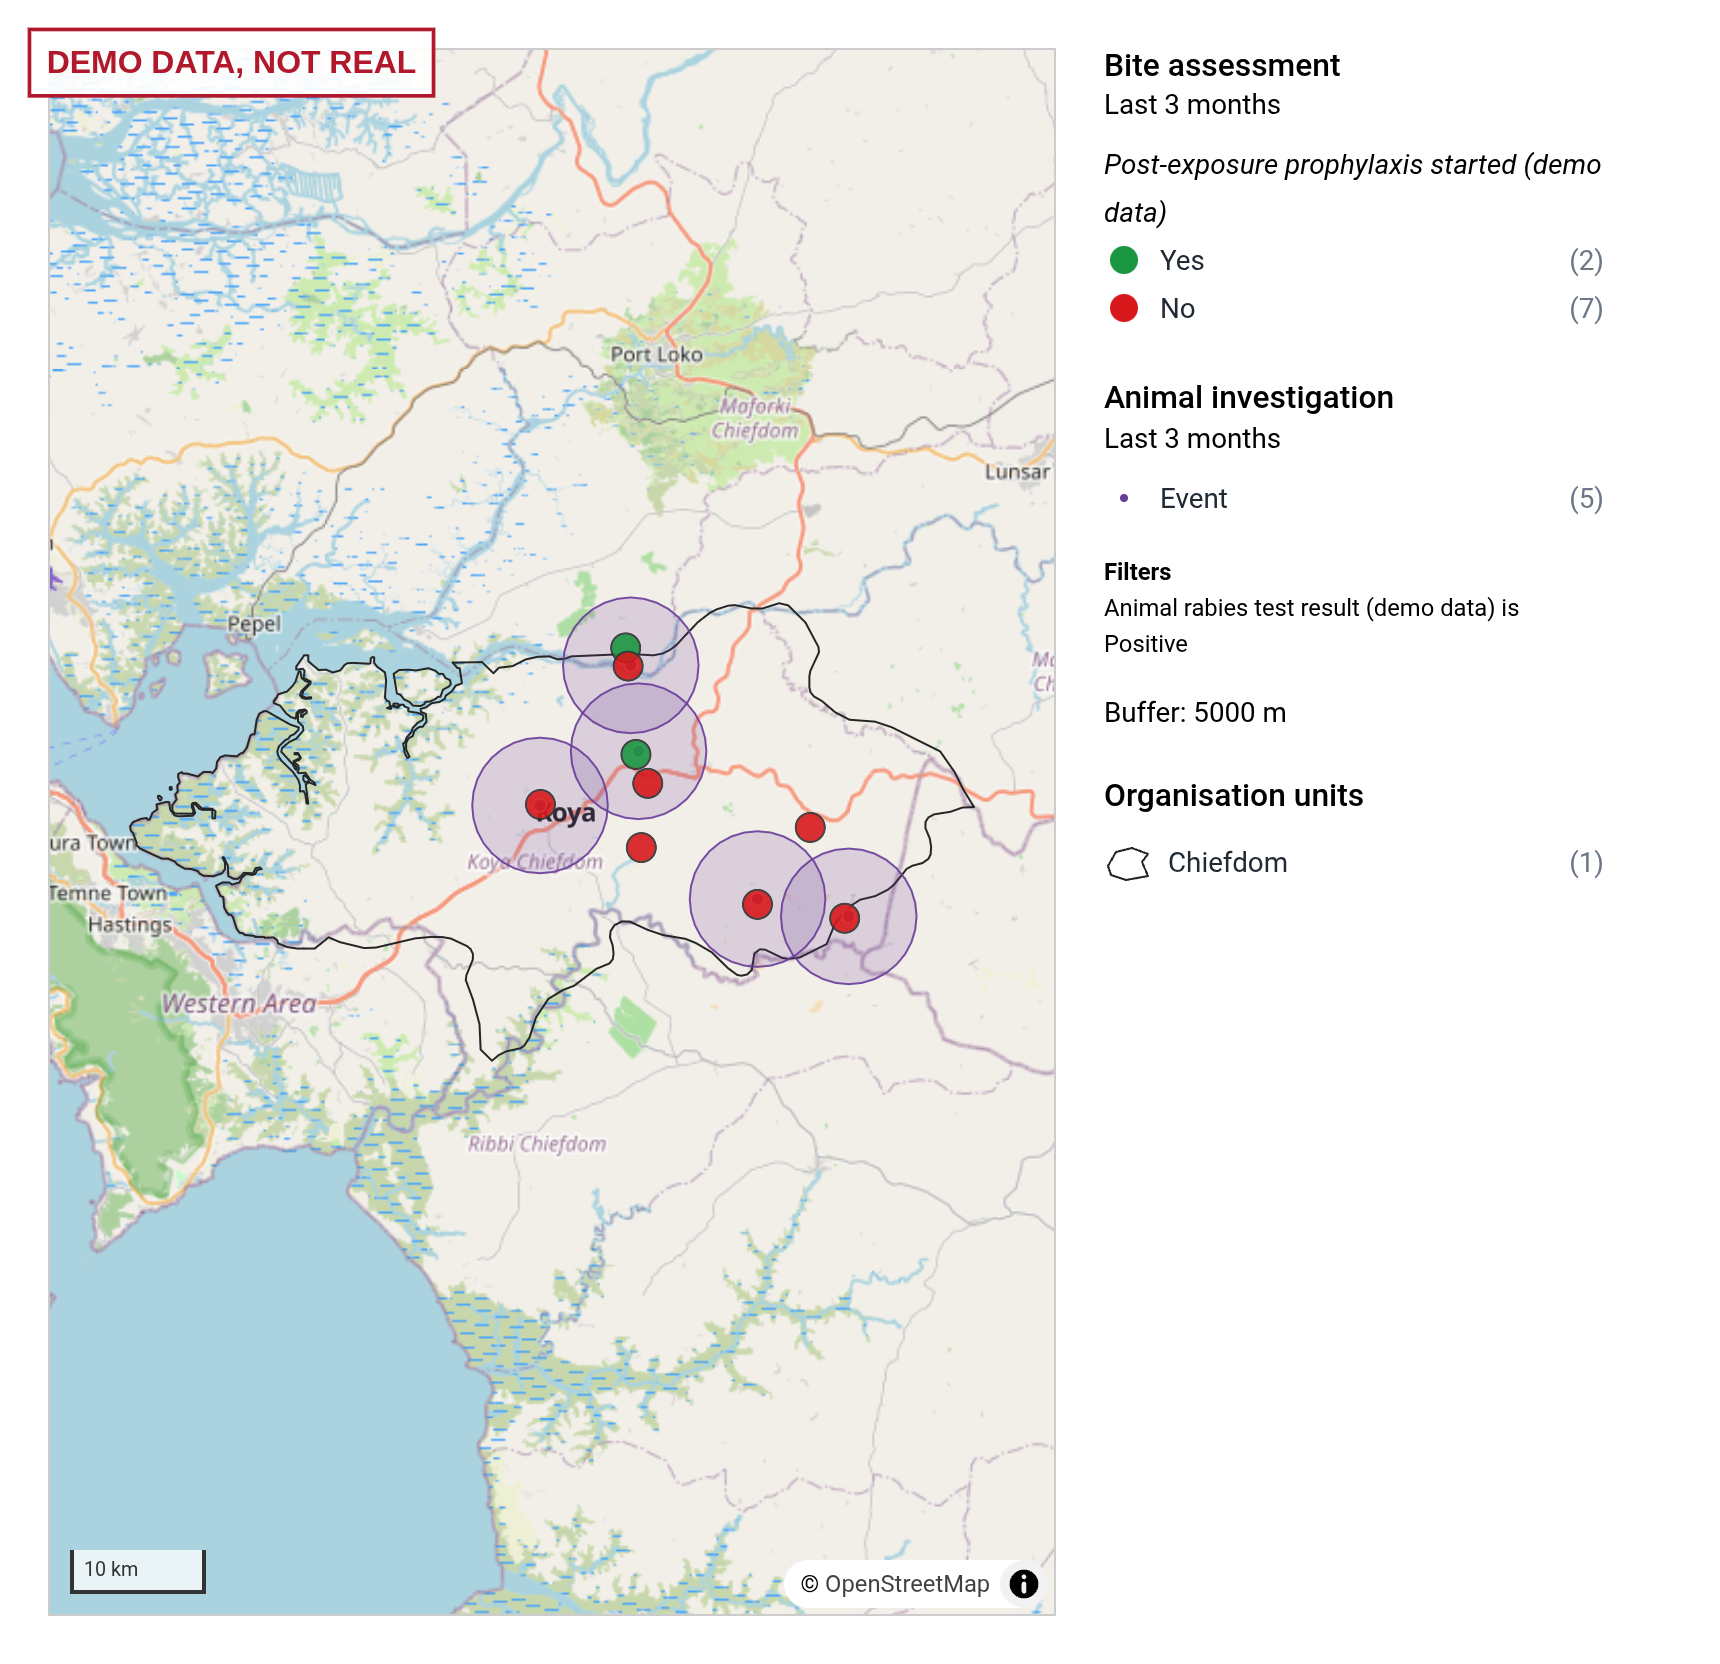 DEMO DATA, NOT REAL
Bite assessment
Last 3 months
Post-exposure prophylaxis started (demo
data)
Yes (2)
No (7)
Animal investigation
Last 3 months
Event (5)
Filters
Animal rabies test result (demo data) is
Positive
Buffer: 5000 m
Organisation units
Chiefdom (1)
Port Loko
Maforki
Chiefdom
Lunsar
Pepel
Koya
Koya Chiefdom
ura Town
Temne Town
Hastings
Western Area
Ribbi Chiefdom
10 km
© OpenStreetMap